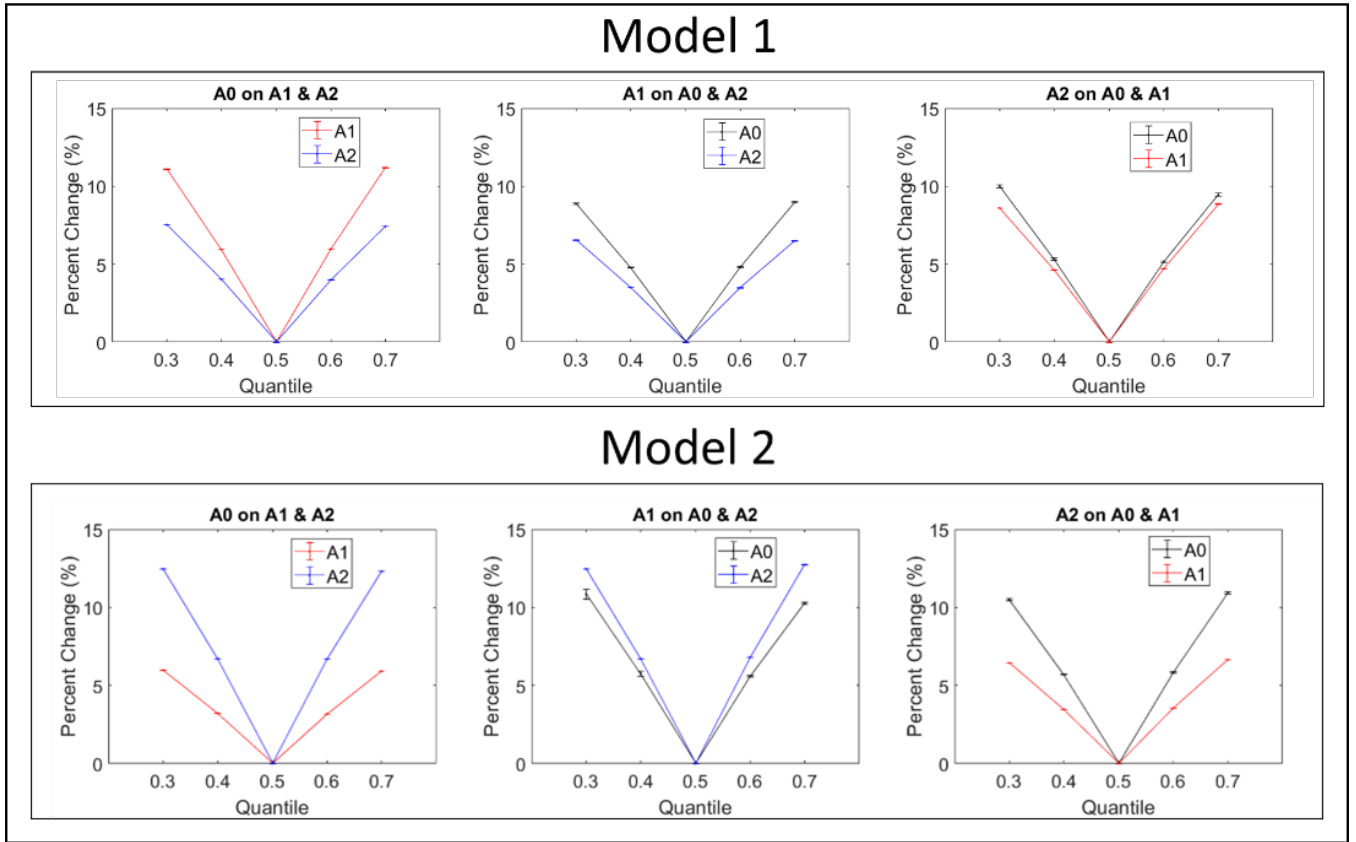 Model 1
A0 on A1 & A2
15
10
5
0
Percent Change (%)
A1
A2
0.3 0.4 0.5 0.6 0.7
Quantile
A1 on A0 & A2
15
10
5
0
Percent Change (%)
A0
A2
0.3 0.4 0.5 0.6 0.7
Quantile
A2 on A0 & A1
15
10
5
0
Percent Change (%)
A0
A1
0.3 0.4 0.5 0.6 0.7
Quantile
Model 2
A0 on A1 & A2
15
10
5
0
Percent Change (%)
A1
A2
0.3 0.4 0.5 0.6 0.7
Quantile
A1 on A0 & A2
15
10
5
0
Percent Change (%)
A0
A2
0.3 0.4 0.5 0.6 0.7
Quantile
A2 on A0 & A1
15
10
5
0
Percent Change (%)
A0
A1
0.3 0.4 0.5 0.6 0.7
Quantile